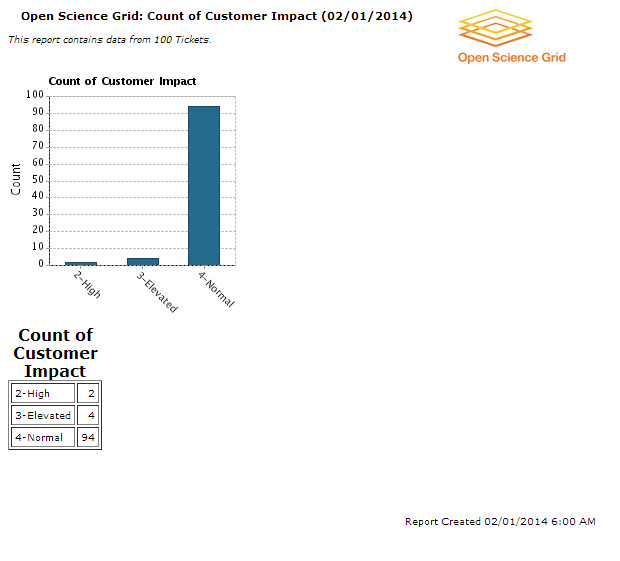 Open Science Grid: Count of Customer Impact (02/01/2014)
This report contains data from 100 Tickets.
Open Science Grid
Count of Customer Impact
100
90
80
70
60
50
40
30
20
10
0
Count
2-High
3-Elevated
4-Normal
Count of
Customer
Impact
2-High 2
3-Elevated 4
4-Normal 94
Report Created 02/01/2014 6:00 AM